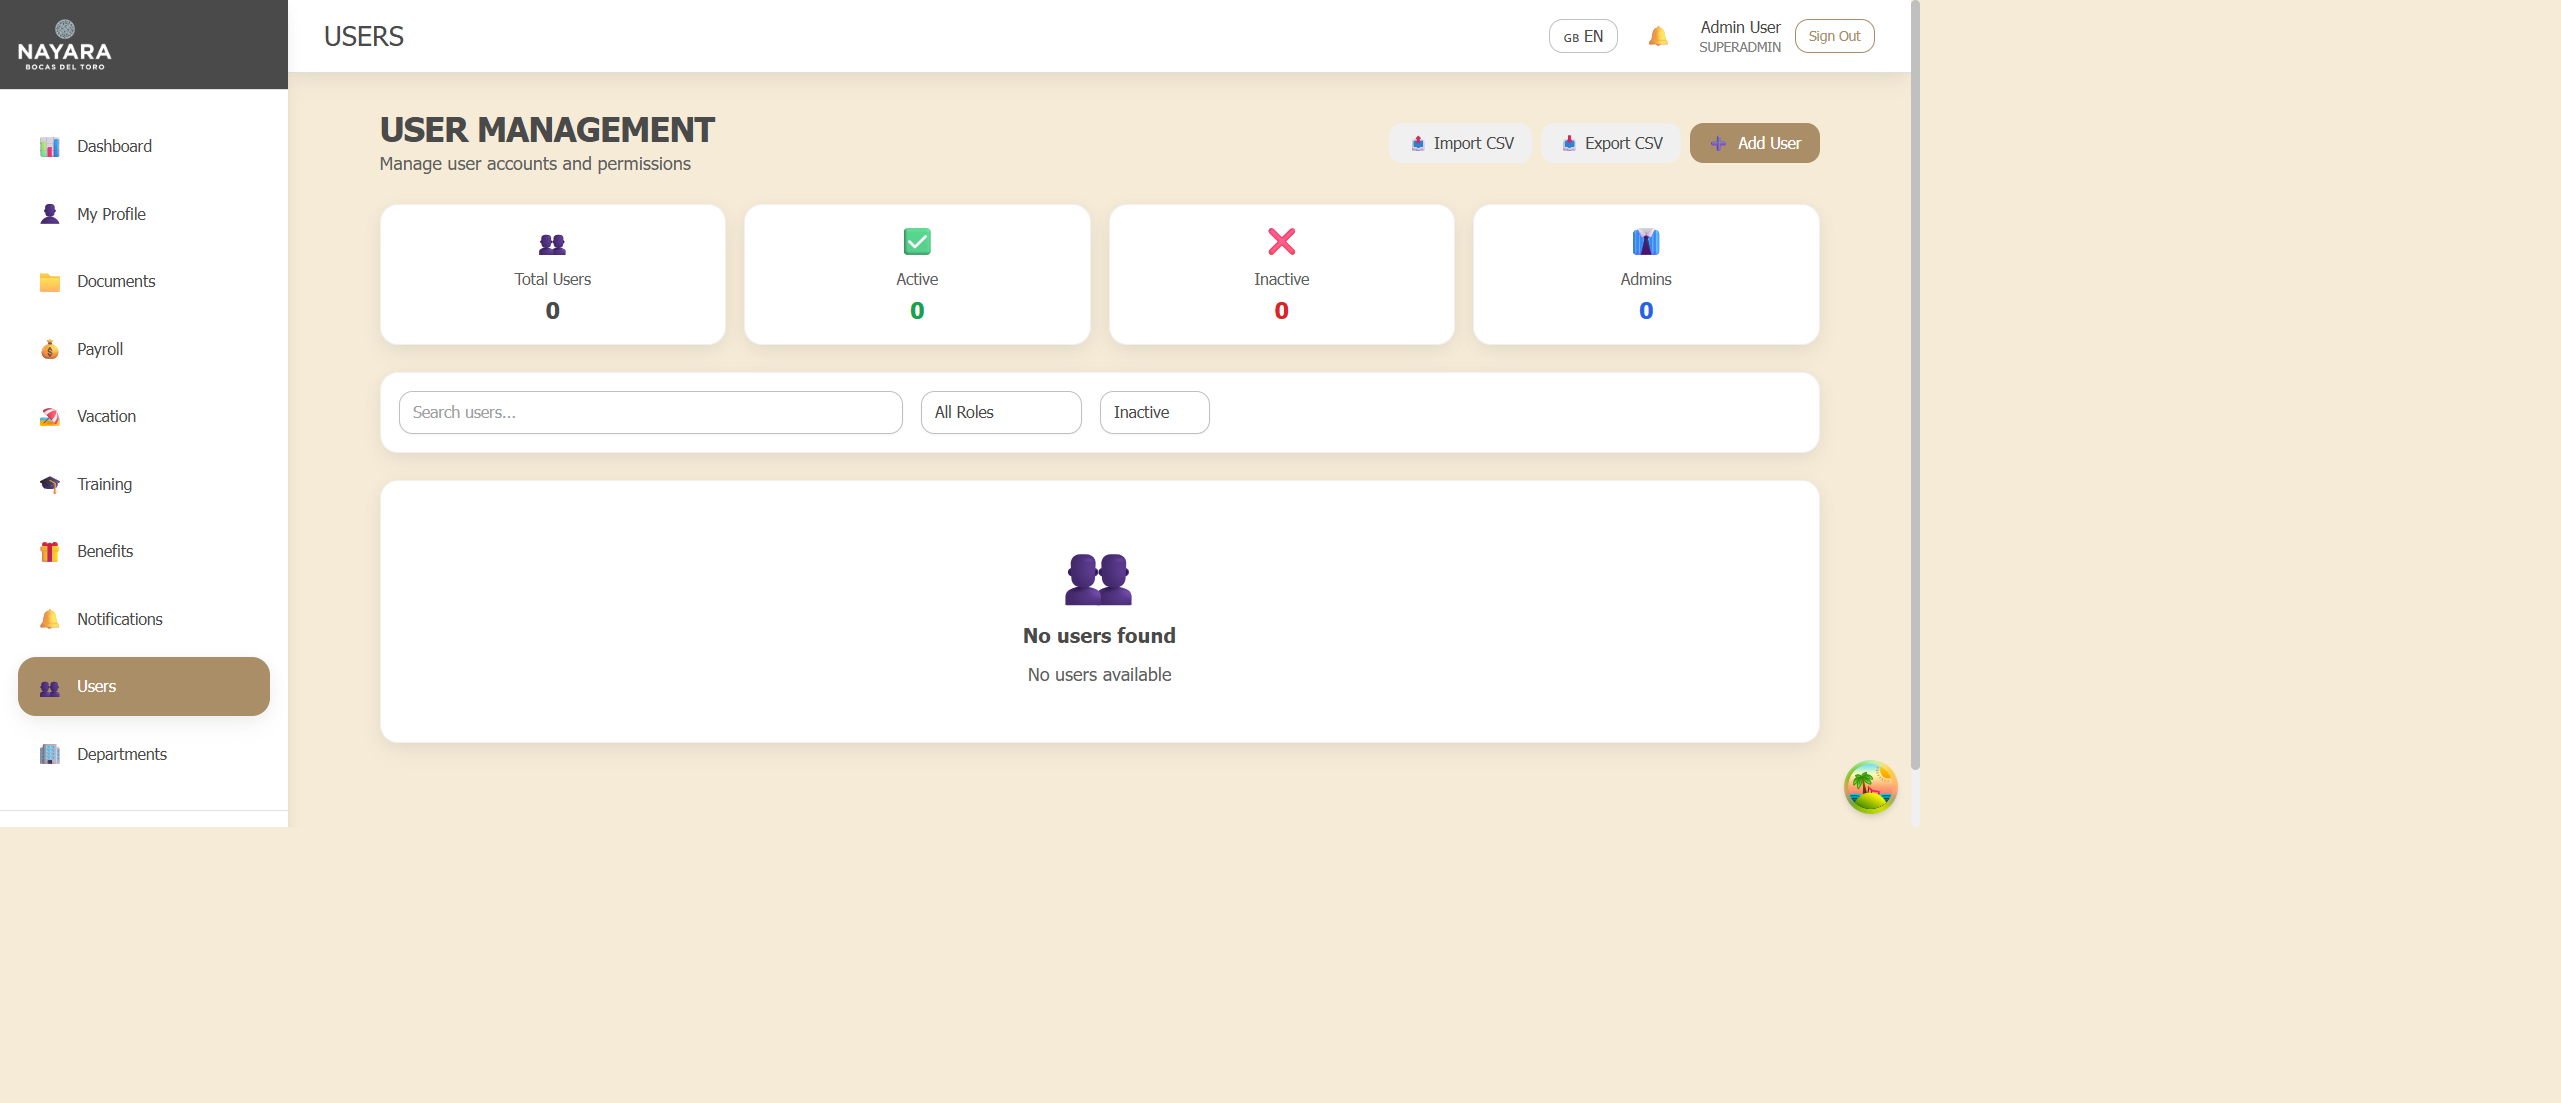 NAYARA
BOCAS DEL TORO
USERS
GB EN
Admin User
SUPERADMIN
Sign Out
Dashboard
My Profile
Documents
Payroll
Vacation
Training
Benefits
Notifications
Users
Departments
USER MANAGEMENT
Manage user accounts and permissions
Import CSV
Export CSV
Add User
Total Users
0
Active
0
Inactive
0
Admins
0
Search users...
All Roles
Inactive
No users found
No users available